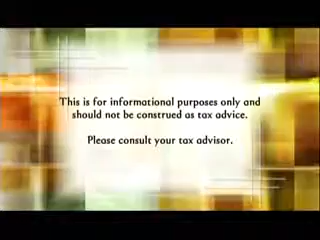 This is for informational purposes only and
should not be construed as tax advice.
Please consult your tax advisor.